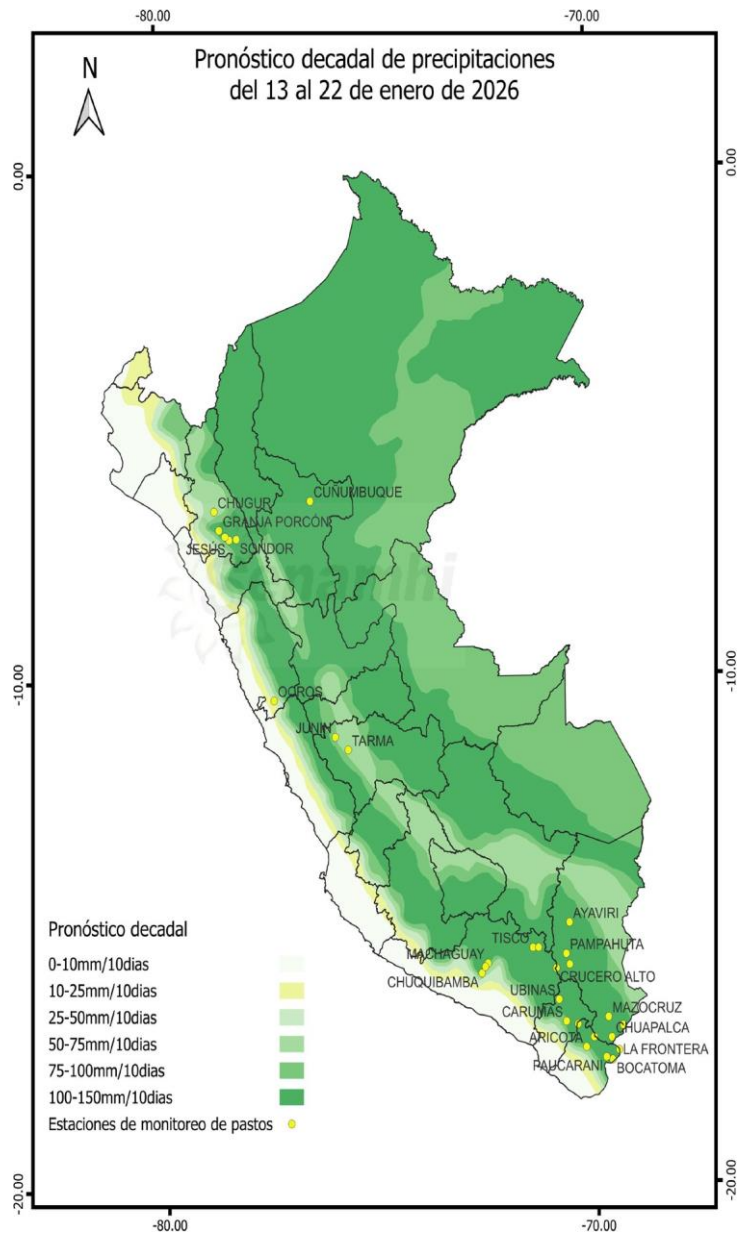 -80.00
-70.00
Pronóstico decadal de precipitaciones
del 13 al 22 de enero de 2026
N
0.00
0.00
CUÑUMBUQUE
CHUGUR
GRANJA PORCÓN
JESÚS
SONDOR
senamhi
-10.00
-10.00
OCROS
JUNIN
TARMA
AYAVIRI
TISCO
PAMPAHUTA
MACHAGUAY
CRUCERO ALTO
CHUQUIBAMBA
UBINAS
CARUMAS
MAZOCRUZ
CHUAPALCA
ARICOTA
LA FRONTERA
PAUCARANI
BOCATOMA
Pronóstico decadal
0-10mm/10dias
10-25mm/10dias
25-50mm/10dias
50-75mm/10dias
75-100mm/10dias
100-150mm/10dias
Estaciones de monitoreo de pastos
-20.00
-20.00
-80.00
-70.00